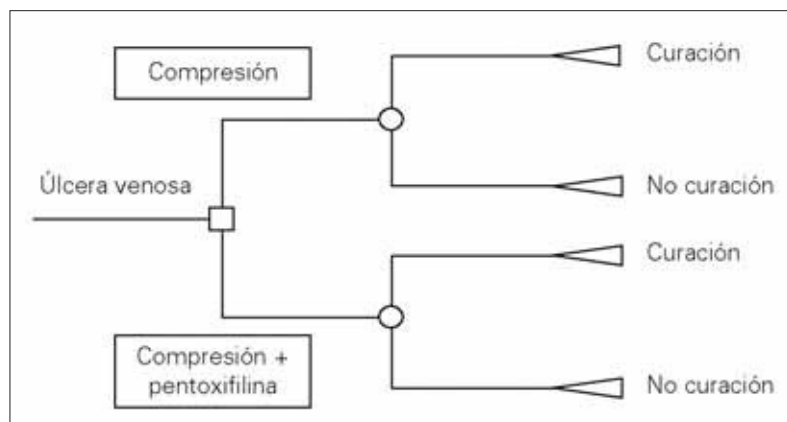 Compresión
Curación
Úlcera venosa
No curación
Curación
Compresión +
pentoxifilina
No curación